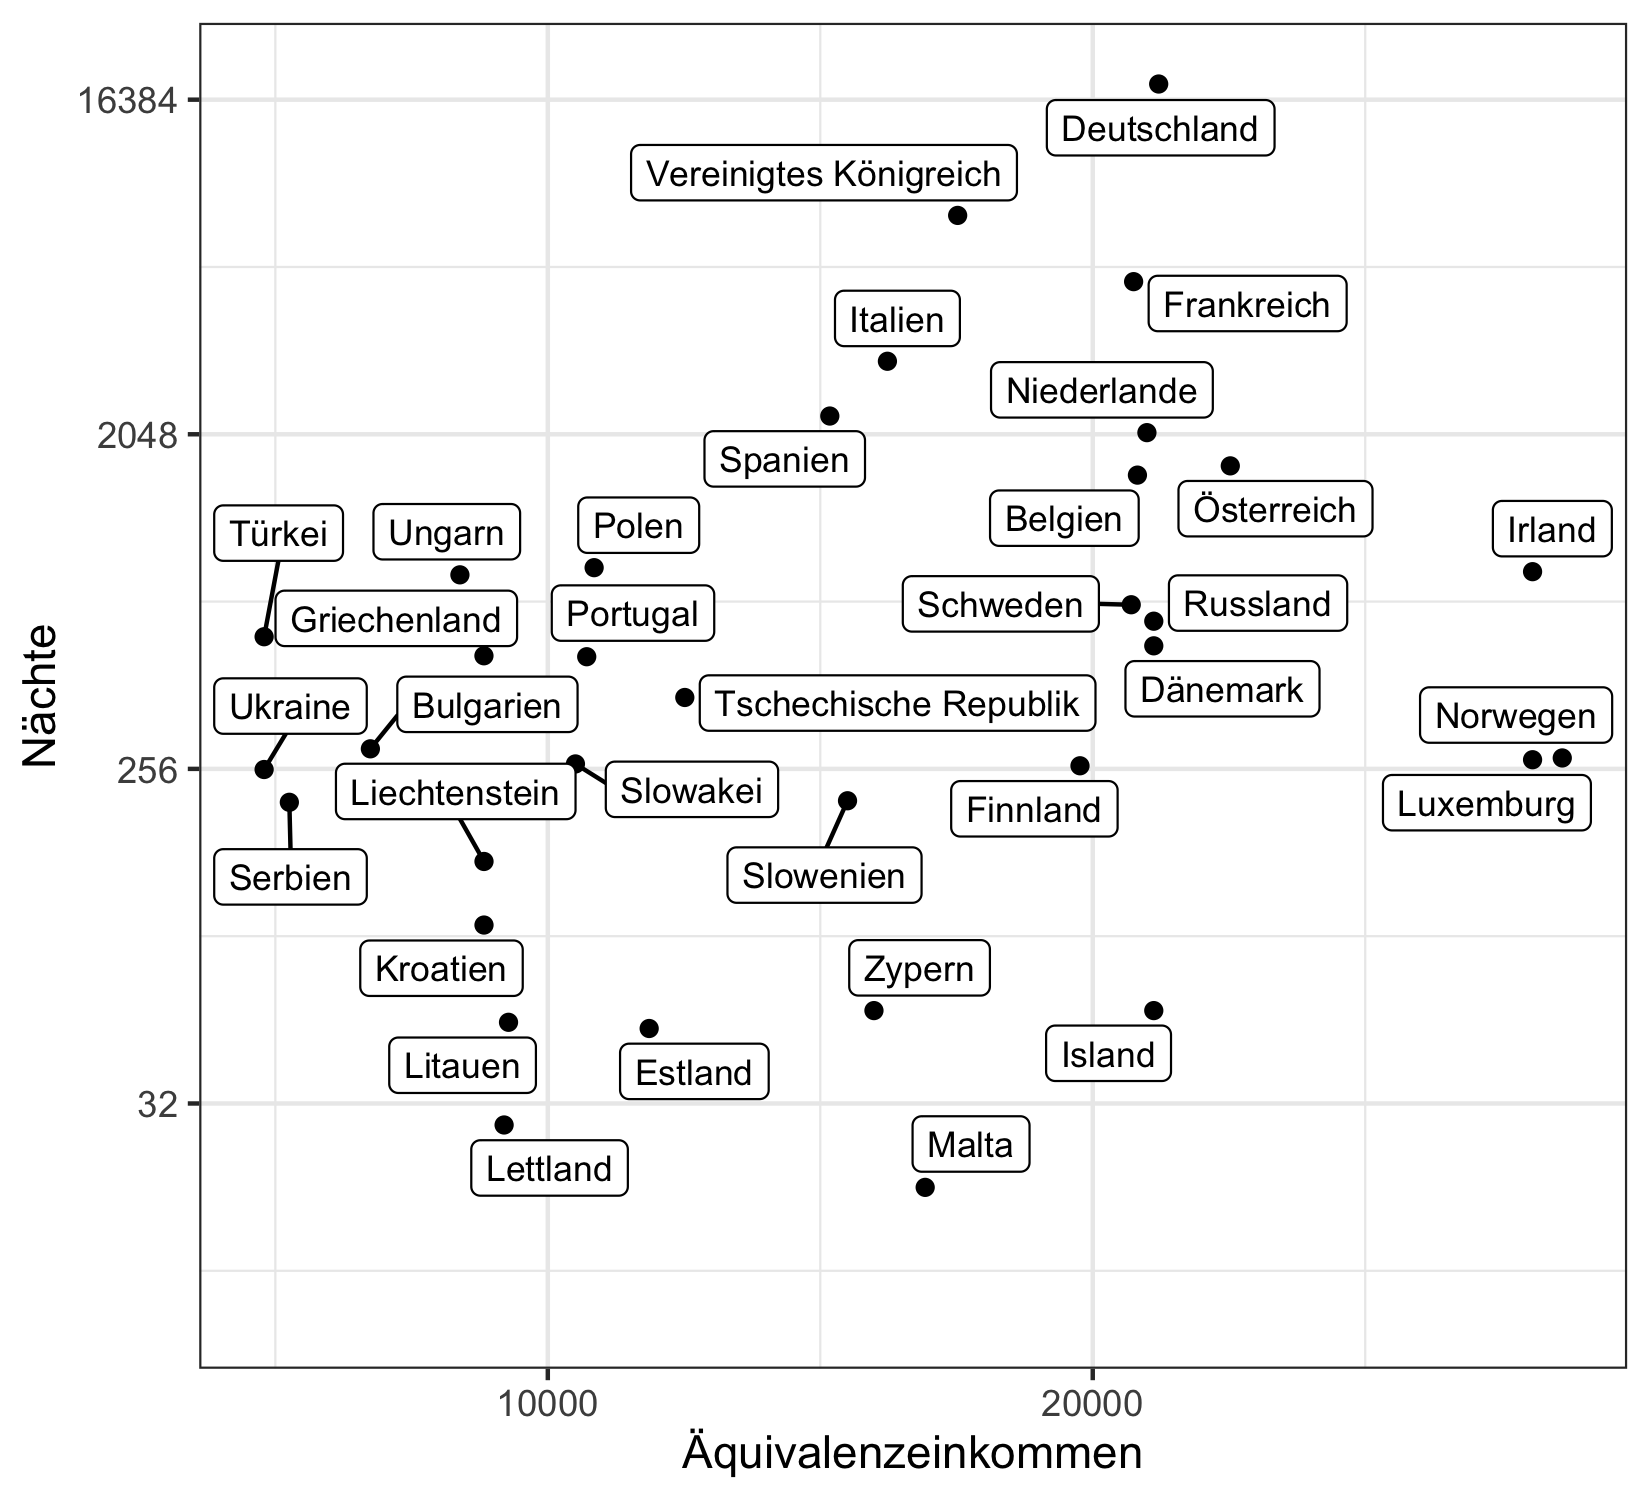 16384
Deutschland
Vereinigtes Königreich
Frankreich
Italien
Niederlande
2048
Spanien
Belgien
Österreich
Irland
Türkei
Ungarn
Polen
Griechenland
Portugal
Schweden
Russland
Dänemark
Ukraine
Bulgarien
Tschechische Republik
Norwegen
256
Liechtenstein
Slowakei
Finnland
Luxemburg
Serbien
Slowenien
Kroatien
Zypern
Litauen
Estland
Island
32
Lettland
Malta
Nächte
10000
20000
Äquivalenzeinkommen